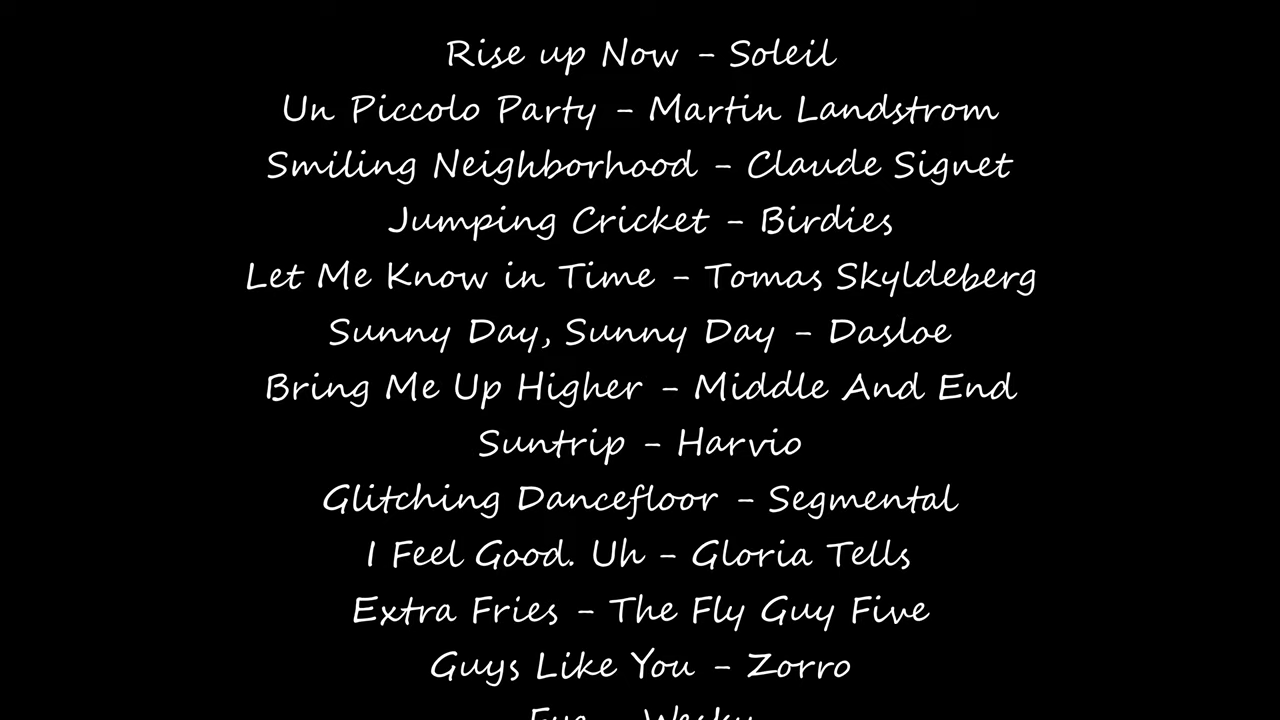 Rise up Now - Soleil
Un Piccolo Party - Martin Landstrom
Smiling Neighborhood - Claude Signet
Jumping Cricket - Birdies
Let Me Know in Time - Tomas Skyldeberg
Sunny Day, Sunny Day - Dasloe
Bring Me Up Higher - Middle And End
Suntrip - Harvio
Glitching Dancefloor - Segmental
I Feel Good. Uh - Gloria Tells
Extra Fries - The Fly Guy Five
Guys Like You - Zorro